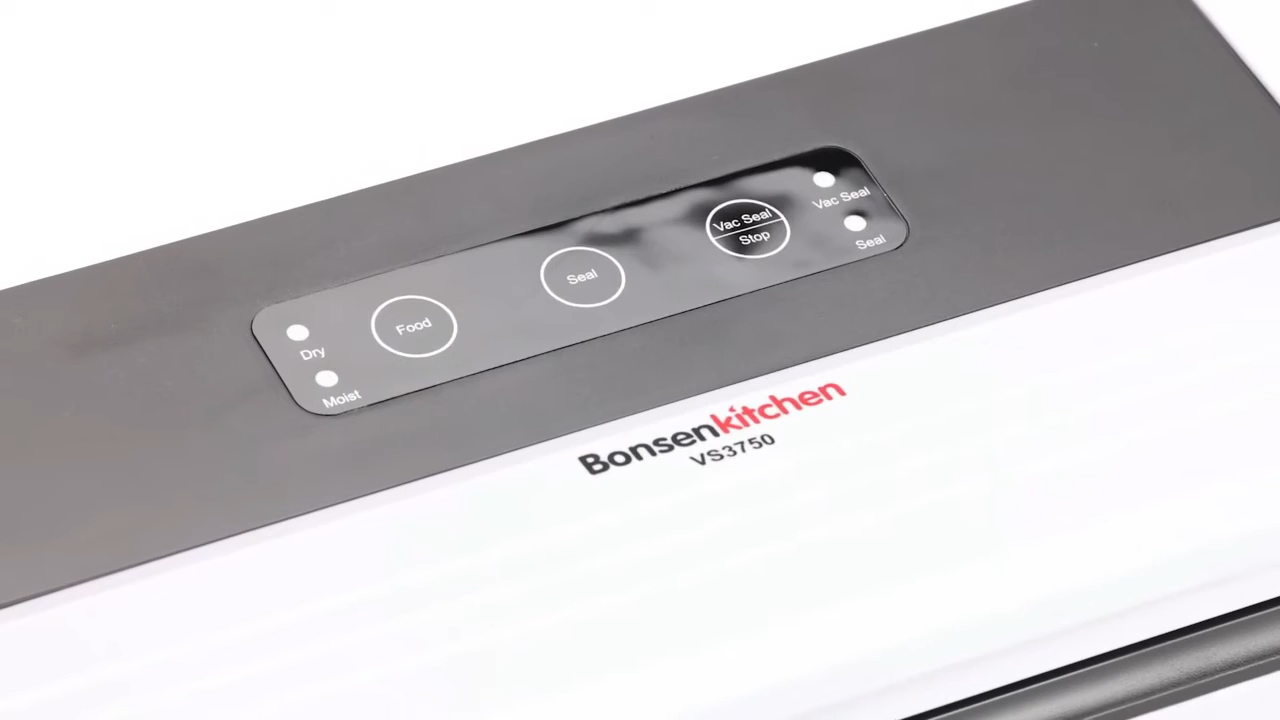 Dry
Moist
Food
Seal
Vac Seal
Stop
Vac Seal
Seal
Bonsenkitchen
VS3750